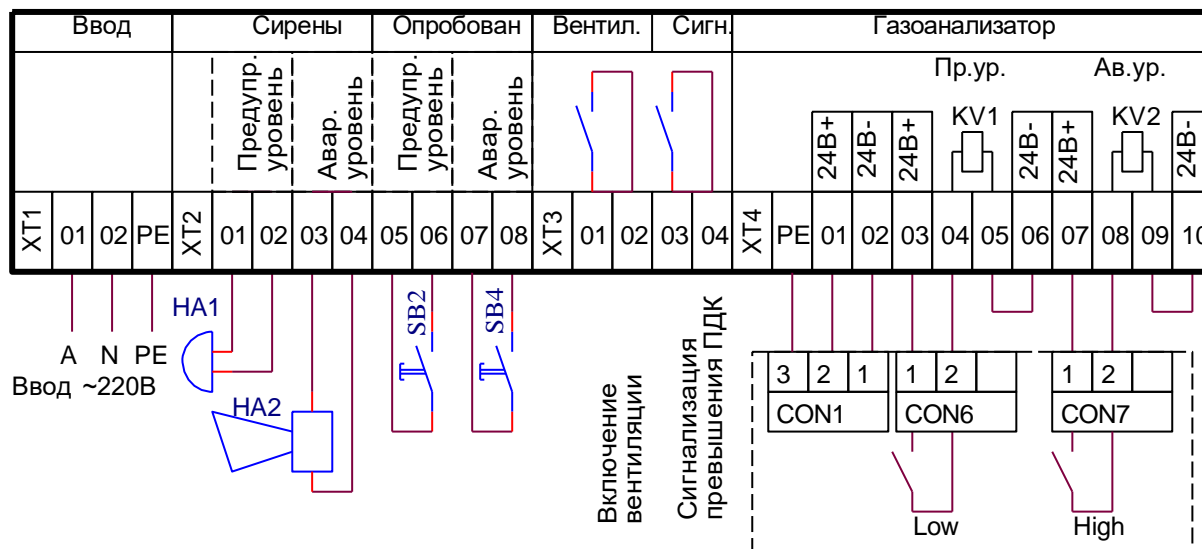 Ввод Сирены Опробован Вентил. Сигн. Газоанализатор
Предупр.
уровень
Авар.
уровень
Предупр.
уровень
Авар.
уровень
Пр.ур. Ав.ур.
KV1 KV2
24В+ 24В- 24В+ 24В- 24В+ 24В-
XT1 01 02 PE XT2 01 02 03 04 05 06 07 08 XT3 01 02 03 04 XT4 PE 01 02 03 04 05 06 07 08 09 10
HA1 SB2 SB4
A N PE
Ввод ~220В
HA2
Включение
вентиляции
Сигнализация
превышения ПДК
3 2 1 1 2 1 2
CON1 CON6 CON7
Low High